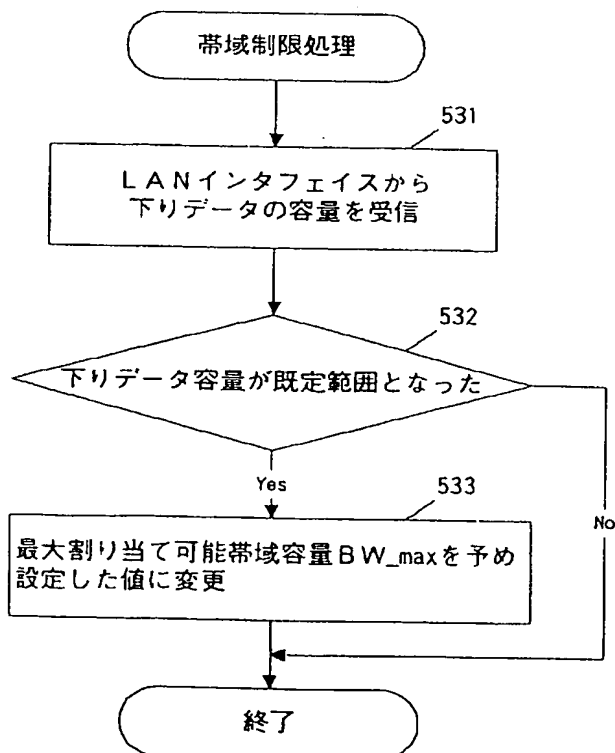 帯域制限処理
531
LANインタフェイスから
下りデータの容量を受信
532
下りデータ容量が既定範囲となった
Yes
No
533
最大割り当て可能帯域容量BW_maxを予め
設定した値に変更
終了